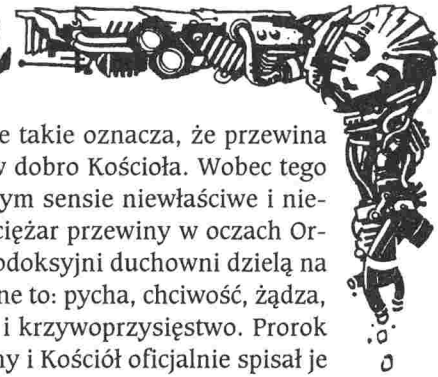 e takie oznacza, że przewina
w dobro Kościoła. Wobec tego
ym sensie niewłaściwe i nie-
ciężar przewiny w oczach Or-
odoksyjni duchowni dzielą na
ne to: pycha, chciwość, żądza,
i krzywoprzysięstwo. Prorok
ny i Kościół oficjalnie spisał je